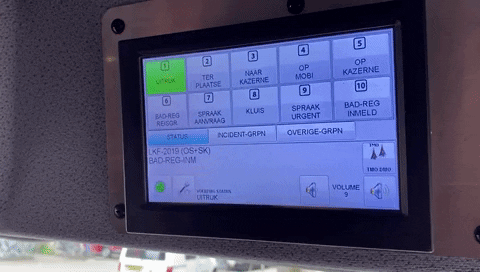 1 2 3 4 5
UITRUK TER PLAATSE NAAR KAZERNE OP MOBI OP KAZERNE
6 7 8 9 10
BAD-REG SPRAAK AANVRAAG KLUIS SPRAAK URGENT BAD-REG INMELD
STATUS INCIDENT-GRPN OVERIGE-GRPN
LKF-2019 (OS+SK)
BAD-REG-INM
VOLUME 9
UITRUK